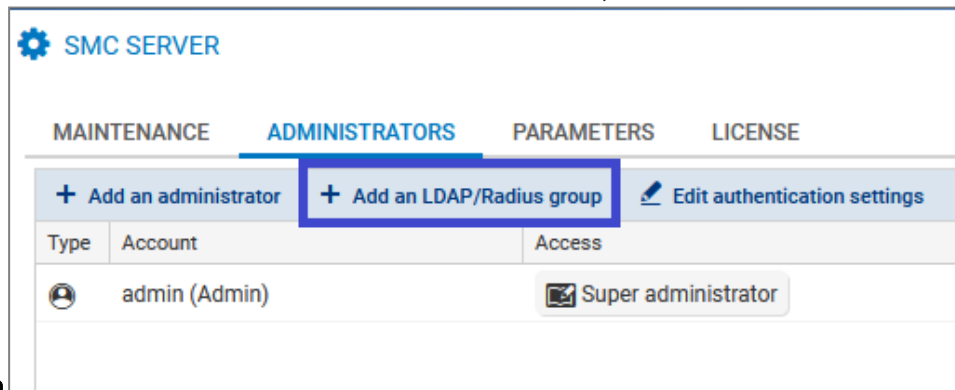 SMC SERVER
MAINTENANCE ADMINISTRATORS PARAMETERS LICENSE
+ Add an administrator + Add an LDAP/Radius group Edit authentication settings
Type Account Access
admin (Admin) Super administrator